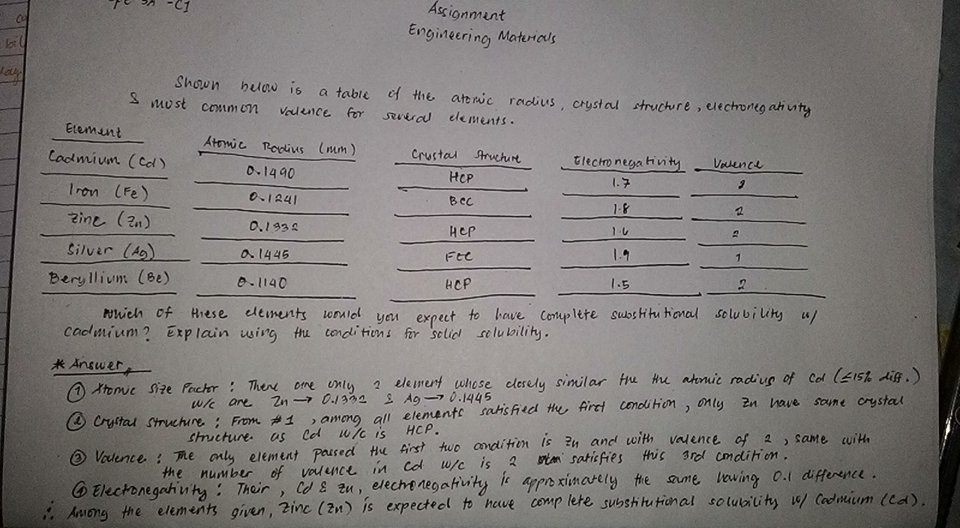 Assignment
Engineering Materials
Shown below is a table of the atomic radius, crystal structure, electronegativity
& most common valence for several elements.
Element Atomic Radius (nm) Crystal Structure Electronegativity Valence
Cadmium (Cd) 0.1490 HCP 1.7 2
Iron (Fe) 0.1241 BCC 1.8 2
Zinc (Zn) 0.1332 HCP 1.6 2
Silver (Ag) 0.1445 FCC 1.9 1
Beryllium (Be) 0.1140 HCP 1.5 2
Which of these elements would you expect to have complete substitutional solubility w/
cadmium? Explain using the conditions for solid solubility.
* Answer
① Atomic Size Factor : There are only 2 element whose closely similar the the atomic radius of Cd (≤15% diff.)
w/c are Zn → 0.1332 & Ag → 0.1445
② Crystal structure : From #1, among all elements satisfied the first condition, only Zn have same crystal
structure as Cd w/c is HCP.
③ Valence : The only element passed the first two condition is Zn and with valence of 2, same with
the number of valence in Cd w/c is 2 satisfies this 3rd condition.
④ Electronegativity : Their, Cd & Zn, electronegativity is approximately the same having 0.1 difference.
∴ Among the elements given, Zinc (Zn) is expected to have complete substitutional solubility w/ Cadmium (Cd).